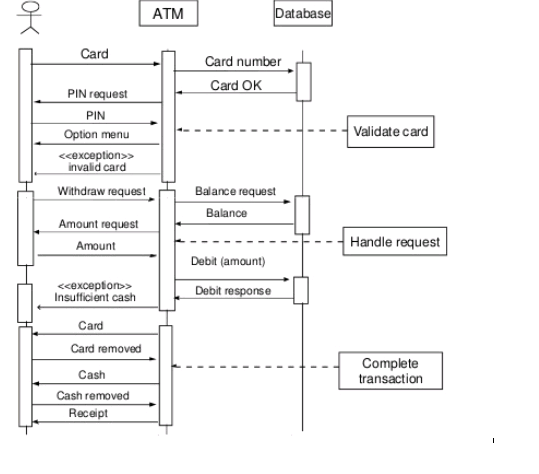 ATM
Database
Card
Card number
Card OK
PIN request
PIN
Validate card
Option menu
<<exception>>
invalid card
Withdraw request
Balance request
Balance
Amount request
Handle request
Amount
Debit (amount)
<<exception>>
Insufficient cash
Debit response
Card
Card removed
Complete
transaction
Cash
Cash removed
Receipt